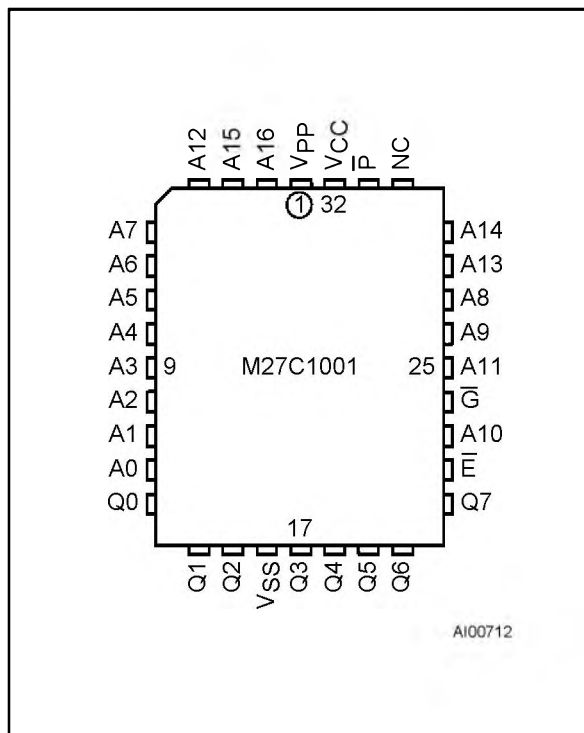 A12 A15 A16 VPP VCC P̅ NC
1 32
A7 A14
A6 A13
A5 A8
A4 A9
A3 9 M27C1001 25 A11
A2 G̅
A1 A10
A0 E̅
Q0 Q7
17
Q1 Q2 VSS Q3 Q4 Q5 Q6
AI00712